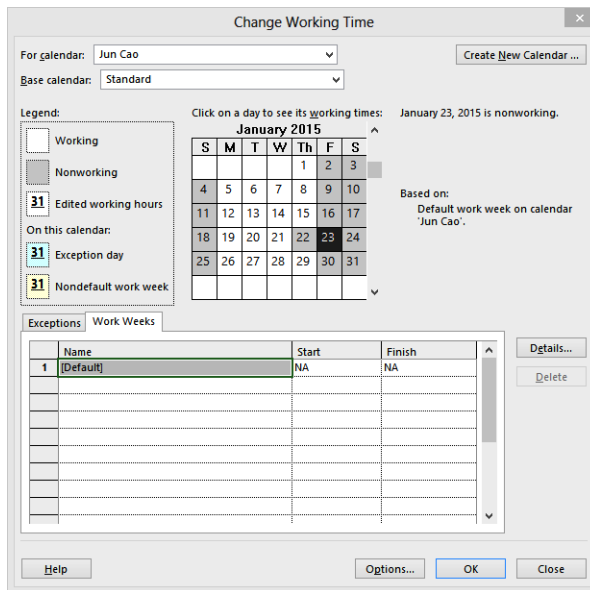 Change Working Time
For calendar: Jun Cao
Create New Calendar ...
Base calendar: Standard
Legend:
Working
Nonworking
31 Edited working hours
On this calendar:
31 Exception day
31 Nondefault work week
Click on a day to see its working times:
January 2015
S M T W Th F S
1 2 3
4 5 6 7 8 9 10
11 12 13 14 15 16 17
18 19 20 21 22 23 24
25 26 27 28 29 30 31
January 23, 2015 is nonworking.
Based on:
Default work week on calendar
'Jun Cao'.
Exceptions Work Weeks
Name Start Finish
1 [Default] NA NA
Details...
Delete
Help
Options...
OK
Close